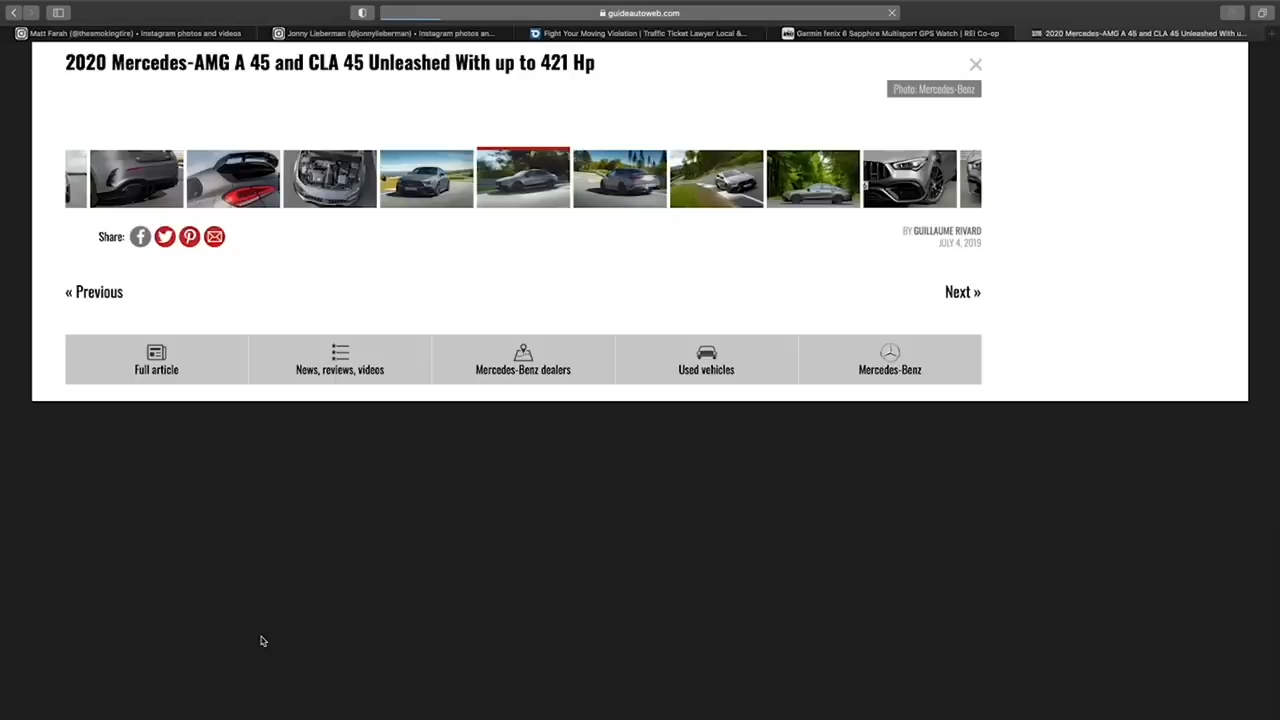 guideautoweb.com
Matt Farah (@thesmokingtire) • Instagram photos and videos
Jonny Lieberman (@jonnylieberman) • Instagram photos an...
Fight Your Moving Violation | Traffic Ticket Lawyer Local &...
Garmin fenix 6 Sapphire Multisport GPS Watch | REI Co-op
2020 Mercedes-AMG A 45 and CLA 45 Unleashed With u...
2020 Mercedes-AMG A 45 and CLA 45 Unleashed With up to 421 Hp
Photo: Mercedes-Benz
Share:
BY GUILLAUME RIVARD
JULY 4, 2019
« Previous
Next »
Full article
News, reviews, videos
Mercedes-Benz dealers
Used vehicles
Mercedes-Benz